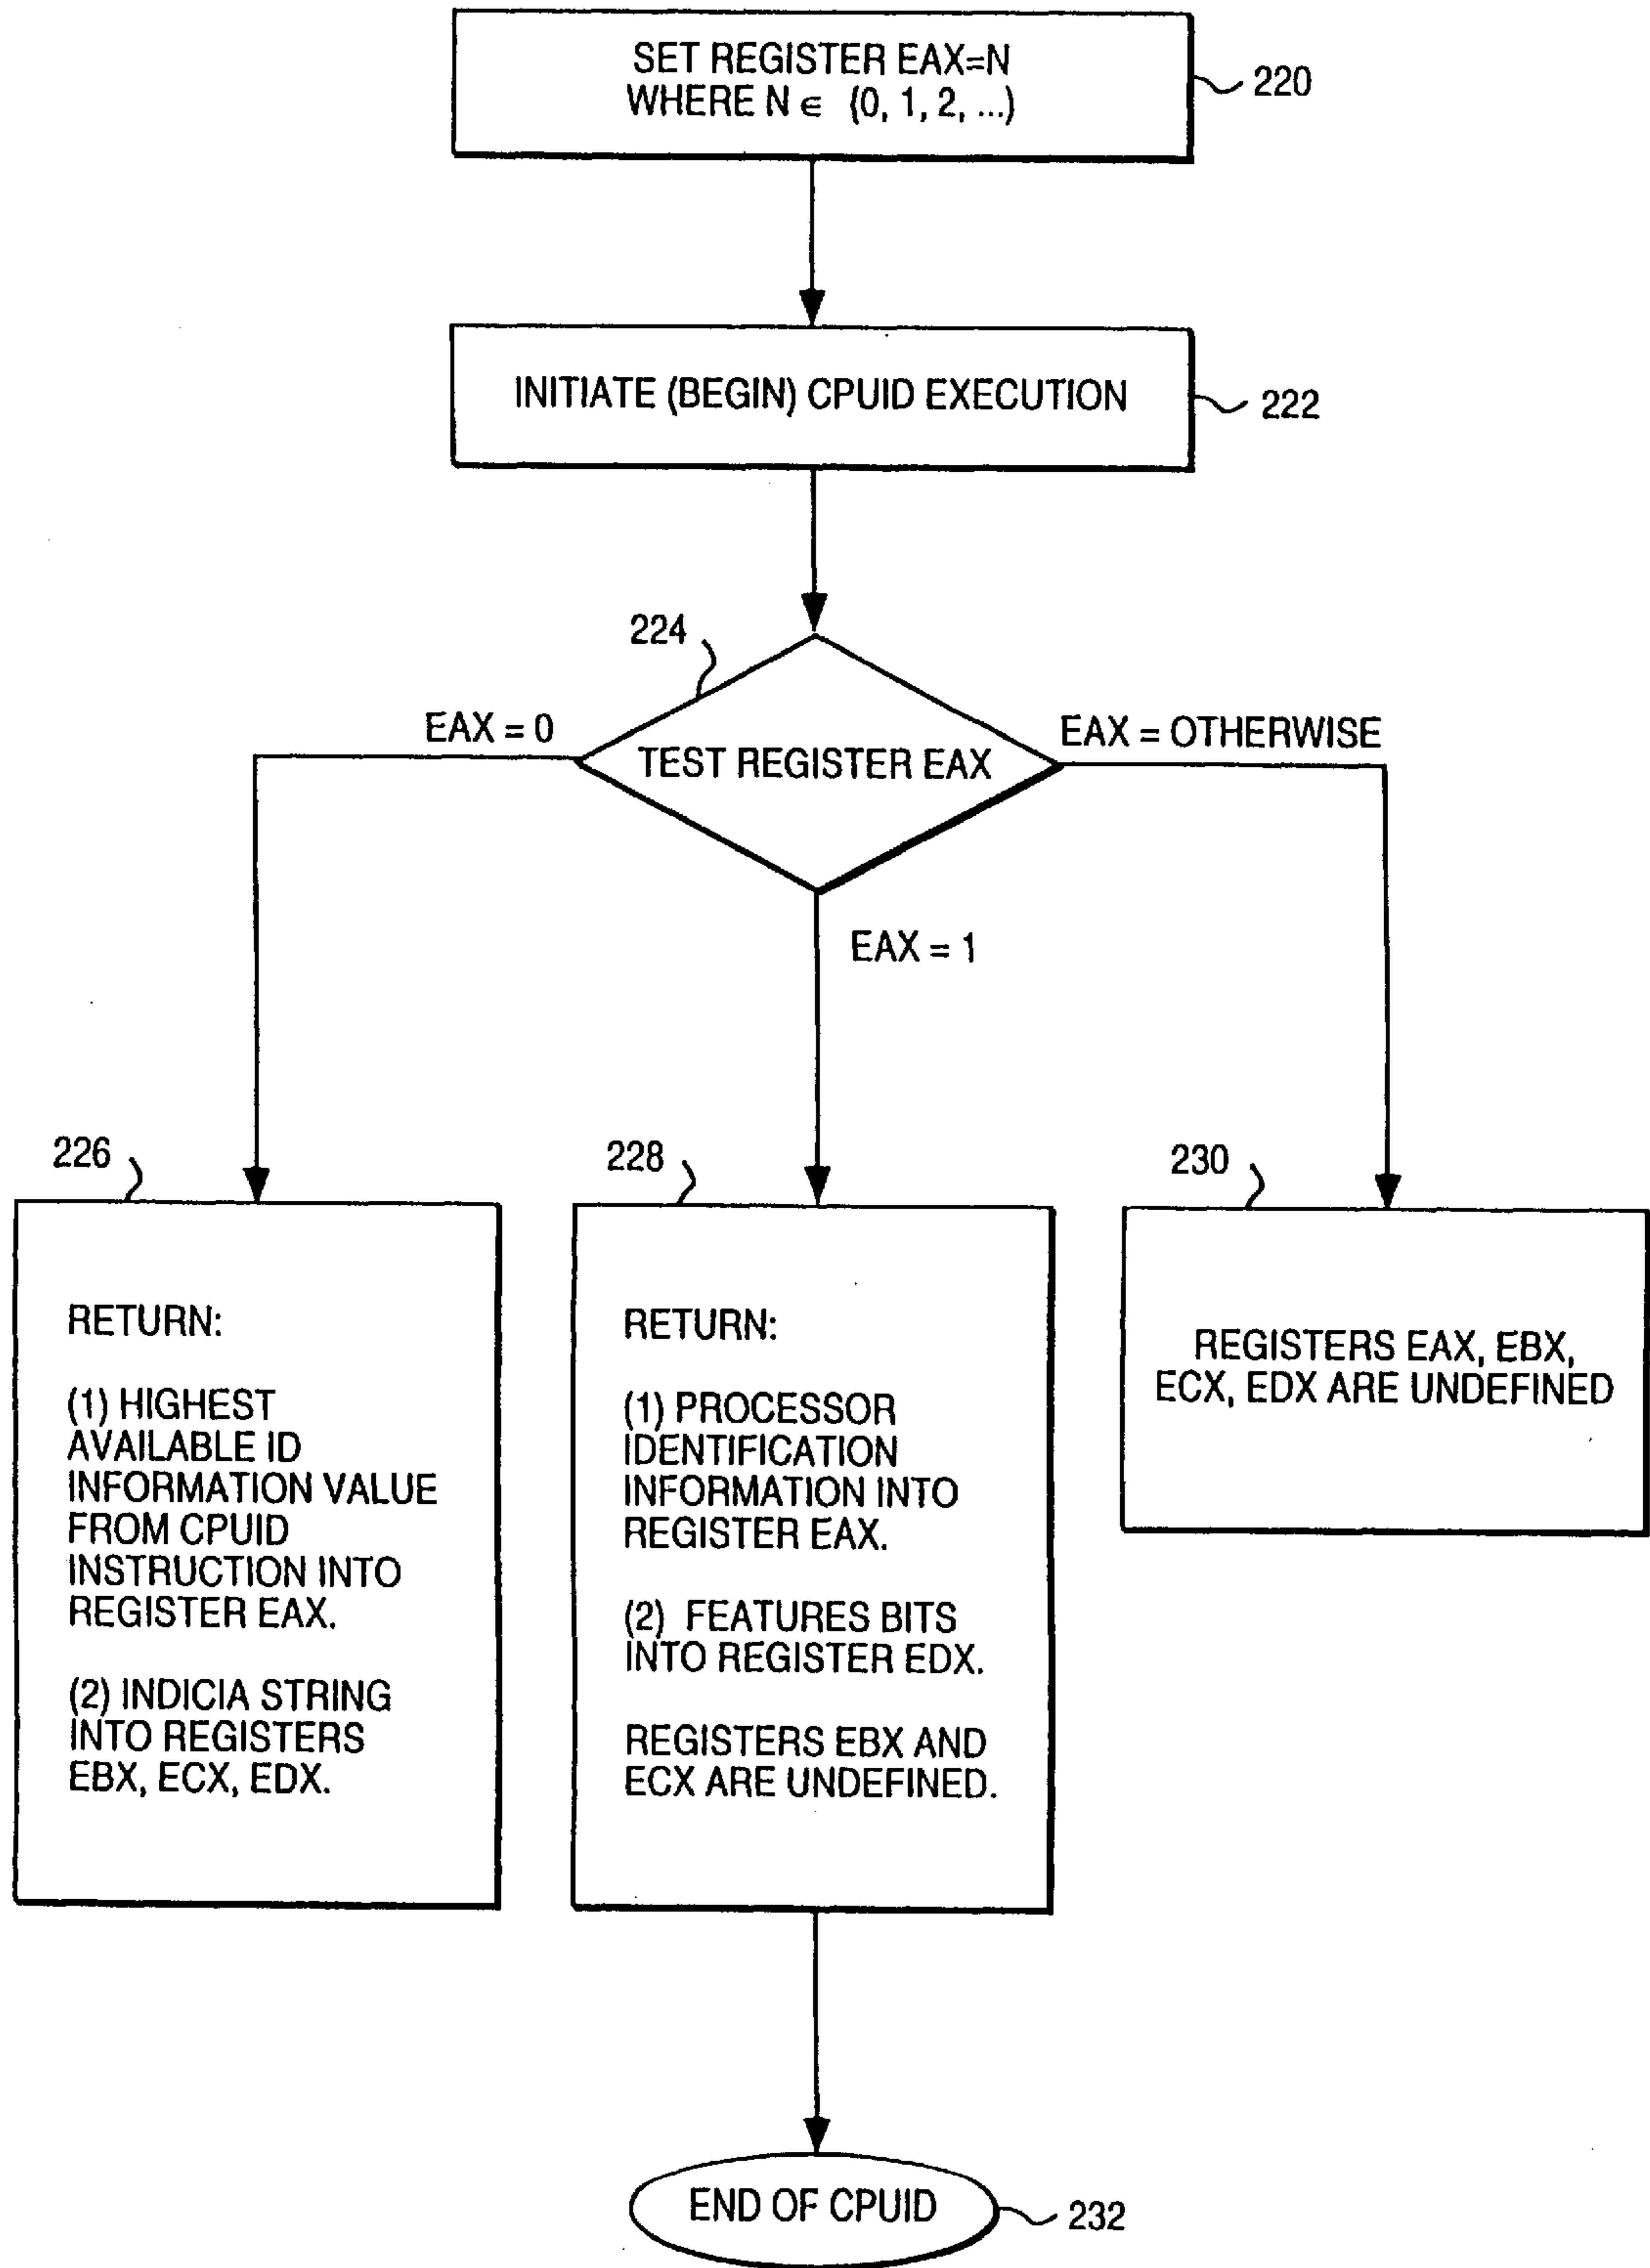 SET REGISTER EAX=N
WHERE N ∈ (0, 1, 2, ...)
220
INITIATE (BEGIN) CPUID EXECUTION
222
224
EAX = 0
TEST REGISTER EAX
EAX = OTHERWISE
EAX = 1
226
RETURN:
(1) HIGHEST
AVAILABLE ID
INFORMATION VALUE
FROM CPUID
INSTRUCTION INTO
REGISTER EAX.
(2) INDICIA STRING
INTO REGISTERS
EBX, ECX, EDX.
228
RETURN:
(1) PROCESSOR
IDENTIFICATION
INFORMATION INTO
REGISTER EAX.
(2) FEATURES BITS
INTO REGISTER EDX.
REGISTERS EBX AND
ECX ARE UNDEFINED.
230
REGISTERS EAX, EBX,
ECX, EDX ARE UNDEFINED
END OF CPUID
232